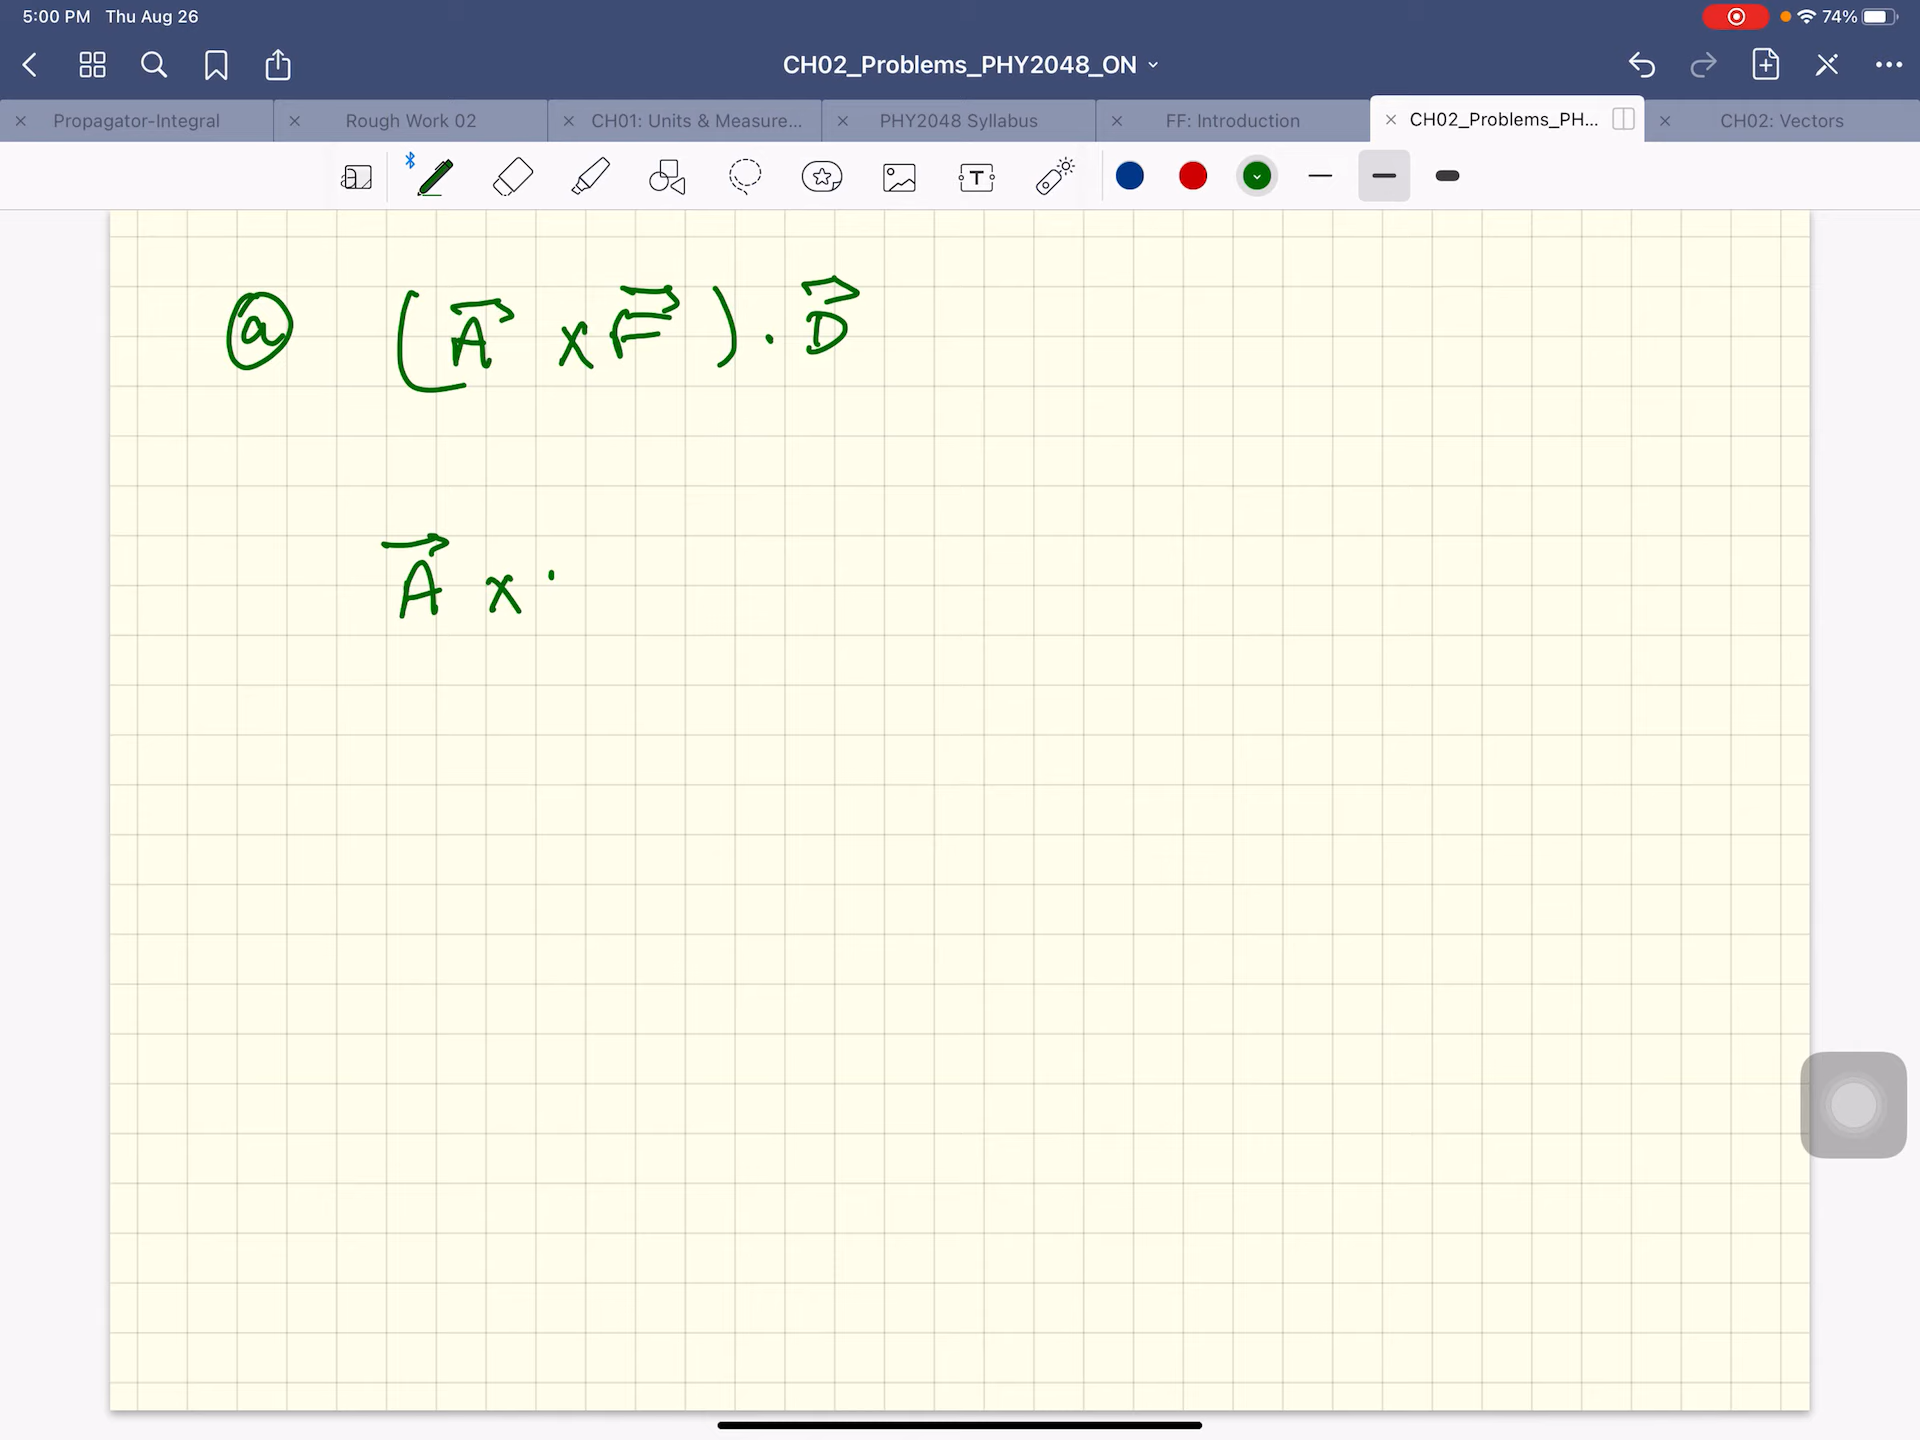 5:00 PM Thu Aug 26
74%
CH02_Problems_PHY2048_ON
Propagator-Integral
Rough Work 02
CH01: Units & Measure...
PHY2048 Syllabus
FF: Introduction
CH02_Problems_PH...
CH02: Vectors
T
ⓐ (A⃗ × F⃗) · D⃗
A⃗ × ·